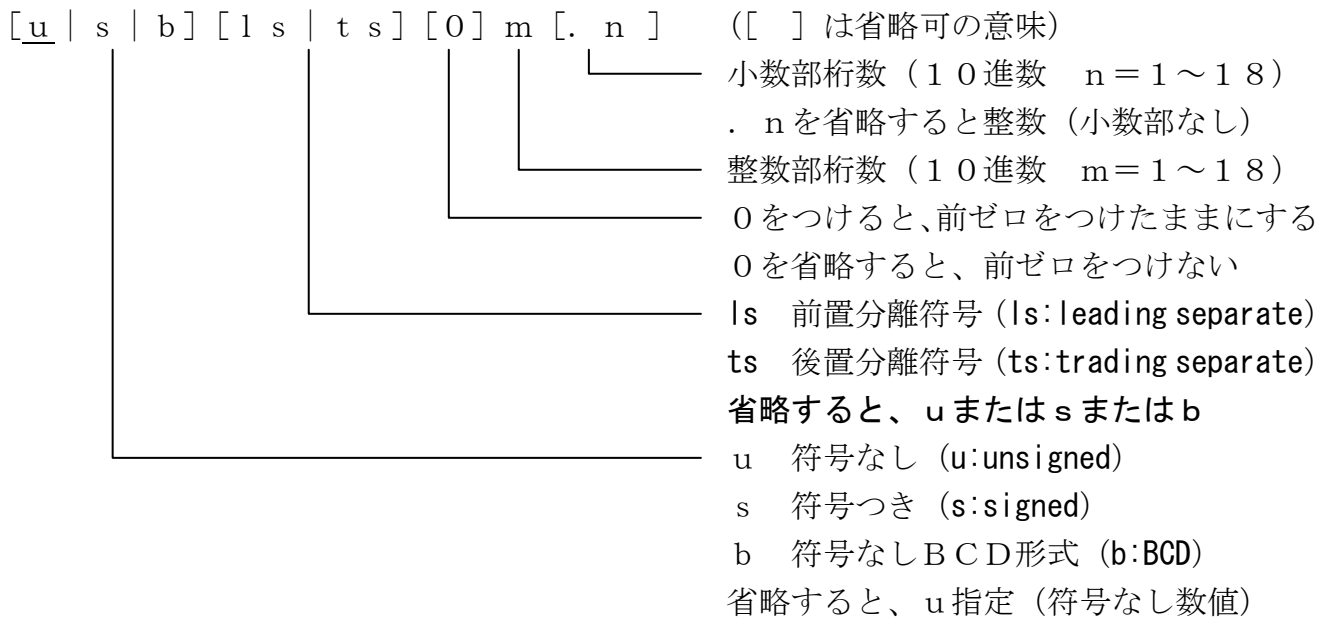 [u｜ｓ｜ｂ][ｌｓ｜ｔｓ][０]ｍ[．ｎ]　（[　]は省略可の意味）
小数部桁数（１０進数　ｎ＝１～１８）
．ｎを省略すると整数（小数部なし）
整数部桁数（１０進数　ｍ＝１～１８）
０をつけると、前ゼロをつけたままにする
０を省略すると、前ゼロをつけない
ls　前置分離符号（ls:leading separate）
ts　後置分離符号（ts:trading separate）
省略すると、ｕまたはｓまたはｂ
ｕ　符号なし（u:unsigned）
ｓ　符号つき（s:signed）
ｂ　符号なしＢＣＤ形式（b:BCD）
省略すると、ｕ指定（符号なし数値）